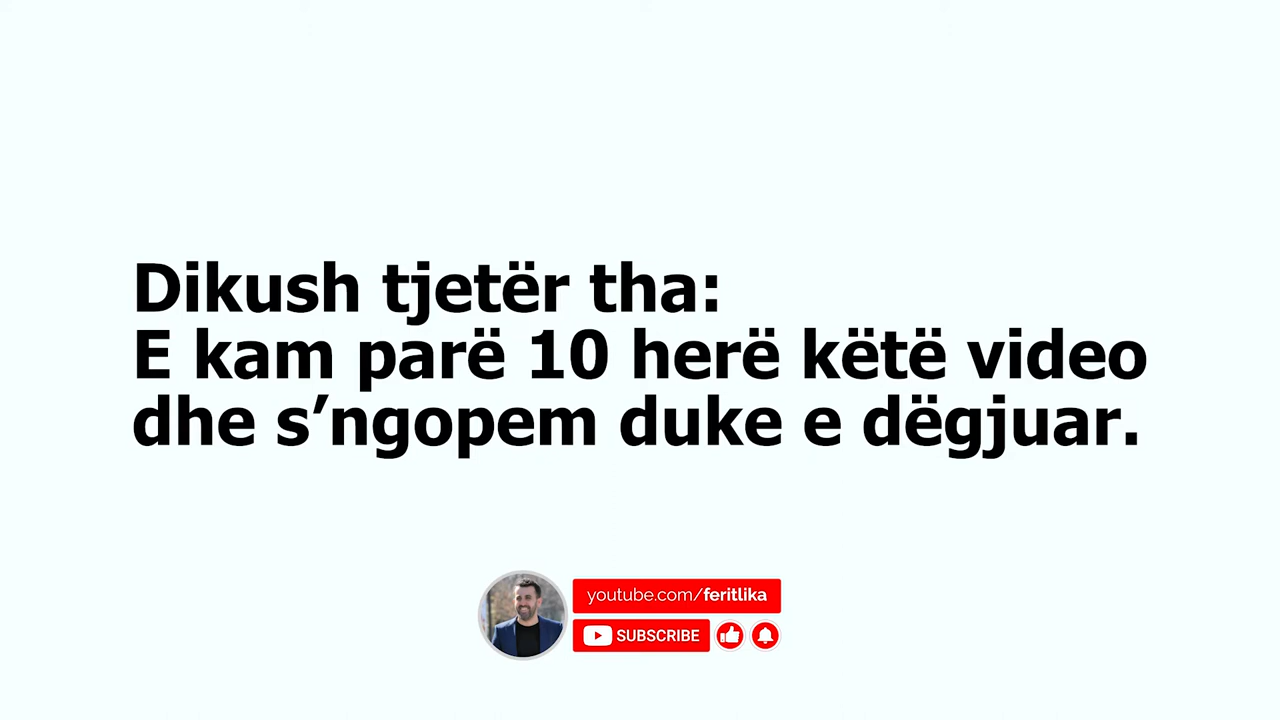 Dikush tjetër tha:
E kam parë 10 herë këtë video
dhe s’ngopem duke e dëgjuar.
youtube.com/feritlika
SUBSCRIBE